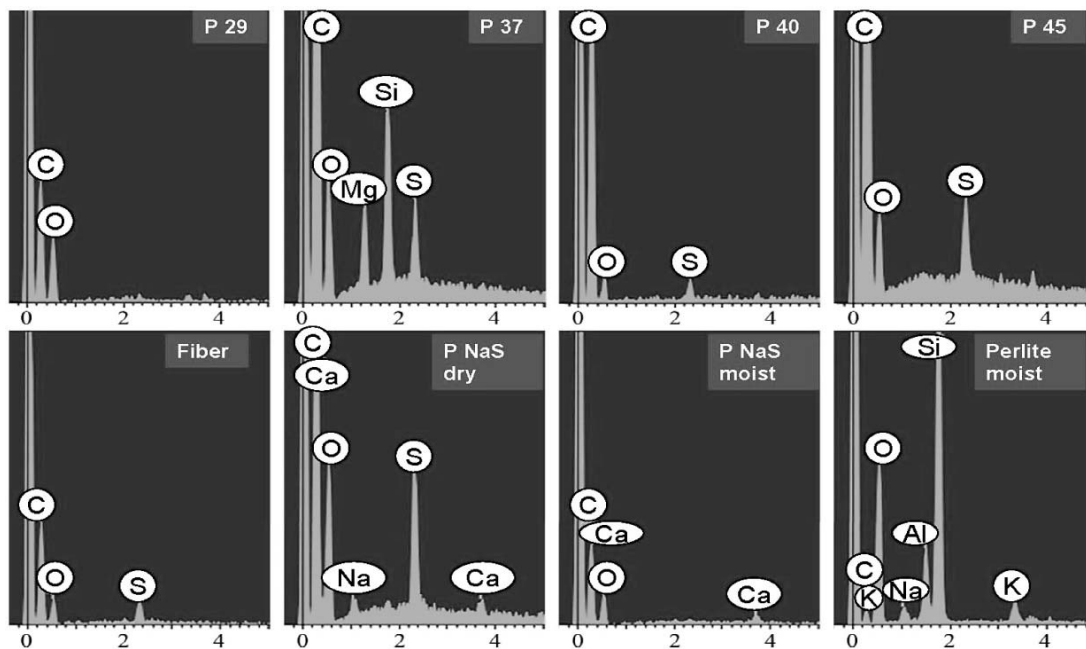 P 29
C
O
0 2 4
P 37
C
Si
O
Mg
S
0 2 4
P 40
C
O
S
0 2 4
P 45
C
S
O
0 2 4
Fiber
C
O
S
0 2 4
P NaS
dry
C
Ca
O
S
Na
Ca
0 2 4
P NaS
moist
C
Ca
O
Ca
0 2 4
Perlite
moist
Si
O
Al
C
K
Na
K
0 2 4